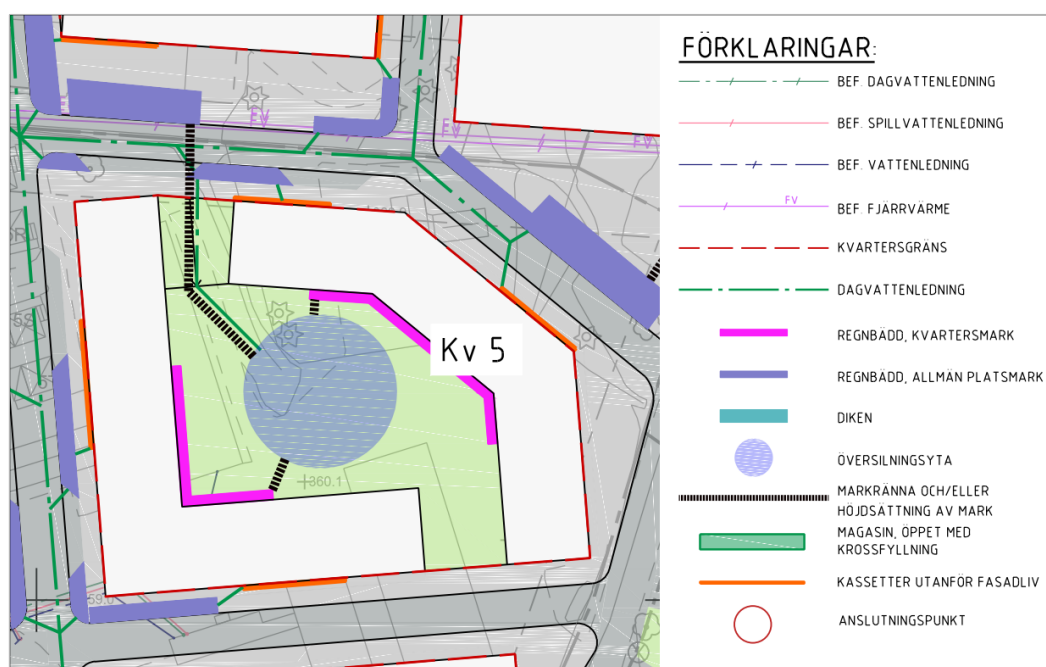 FÖRKLARINGAR:
BEF. DAGVATTENLEDNING
BEF. SPILLVATTENLEDNING
BEF. VATTENLEDNING
FV
BEF. FJÄRRVÄRME
KVARTERSGRÄNS
DAGVATTENLEDNING
REGNBÄDD, KVARTERSMARK
REGNBÄDD, ALLMÄN PLATSMARK
DIKEN
ÖVERSILNINGSYTA
MARKRÄNNA OCH/ELLER
HÖJDSÄTTNING AV MARK
MAGASIN, ÖPPET MED
KROSSFYLLNING
KASSETTER UTANFÖR FASADLIV
ANSLUTNINGSPUNKT
FV
FV
Kv 5
360.1